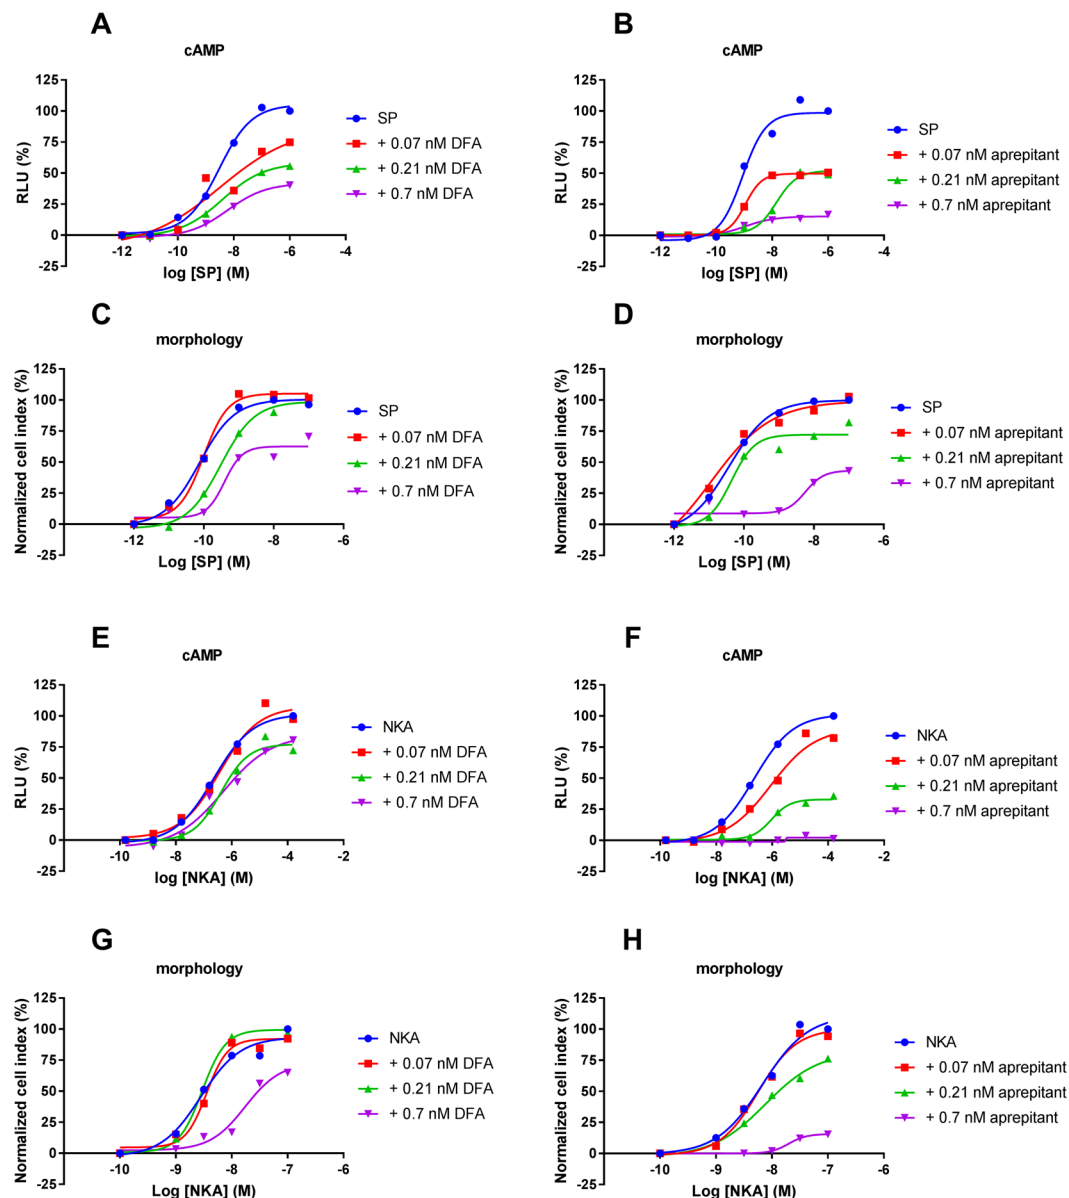 A
cAMP
RLU (%)
125
100
75
50
25
0
-25
-14
-12
-10
-8
-6
-4
log [SP] (M)
SP
+ 0.07 nM DFA
+ 0.21 nM DFA
+ 0.7 nM DFA
B
cAMP
RLU (%)
125
100
75
50
25
0
-25
-14
-12
-10
-8
-6
-4
log [SP] (M)
SP
+ 0.07 nM aprepitant
+ 0.21 nM aprepitant
+ 0.7 nM aprepitant
C
morphology
Normalized cell index (%)
125
100
75
50
25
0
-25
-14
-12
-10
-8
-6
Log [SP] (M)
SP
+ 0.07 nM DFA
+ 0.21 nM DFA
+ 0.7 nM DFA
D
morphology
Normalized cell index (%)
125
100
75
50
25
0
-25
-14
-12
-10
-8
-6
Log [SP] (M)
SP
+ 0.07 nM aprepitant
+ 0.21 nM aprepitant
+ 0.7 nM aprepitant
E
cAMP
RLU (%)
125
100
75
50
25
0
-25
-12
-10
-8
-6
-4
-2
log [NKA] (M)
NKA
+ 0.07 nM DFA
+ 0.21 nM DFA
+ 0.7 nM DFA
F
cAMP
RLU (%)
125
100
75
50
25
0
-25
-12
-10
-8
-6
-4
-2
log [NKA] (M)
NKA
+ 0.07 nM aprepitant
+ 0.21 nM aprepitant
+ 0.7 nM aprepitant
G
morphology
Normalized cell index (%)
125
100
75
50
25
0
-25
-11
-10
-9
-8
-7
-6
Log [NKA] (M)
NKA
+ 0.07 nM DFA
+ 0.21 nM DFA
+ 0.7 nM DFA
H
morphology
Normalized cell index (%)
125
100
75
50
25
0
-25
-11
-10
-9
-8
-7
-6
Log [NKA] (M)
NKA
+ 0.07 nM aprepitant
+ 0.21 nM aprepitant
+ 0.7 nM aprepitant